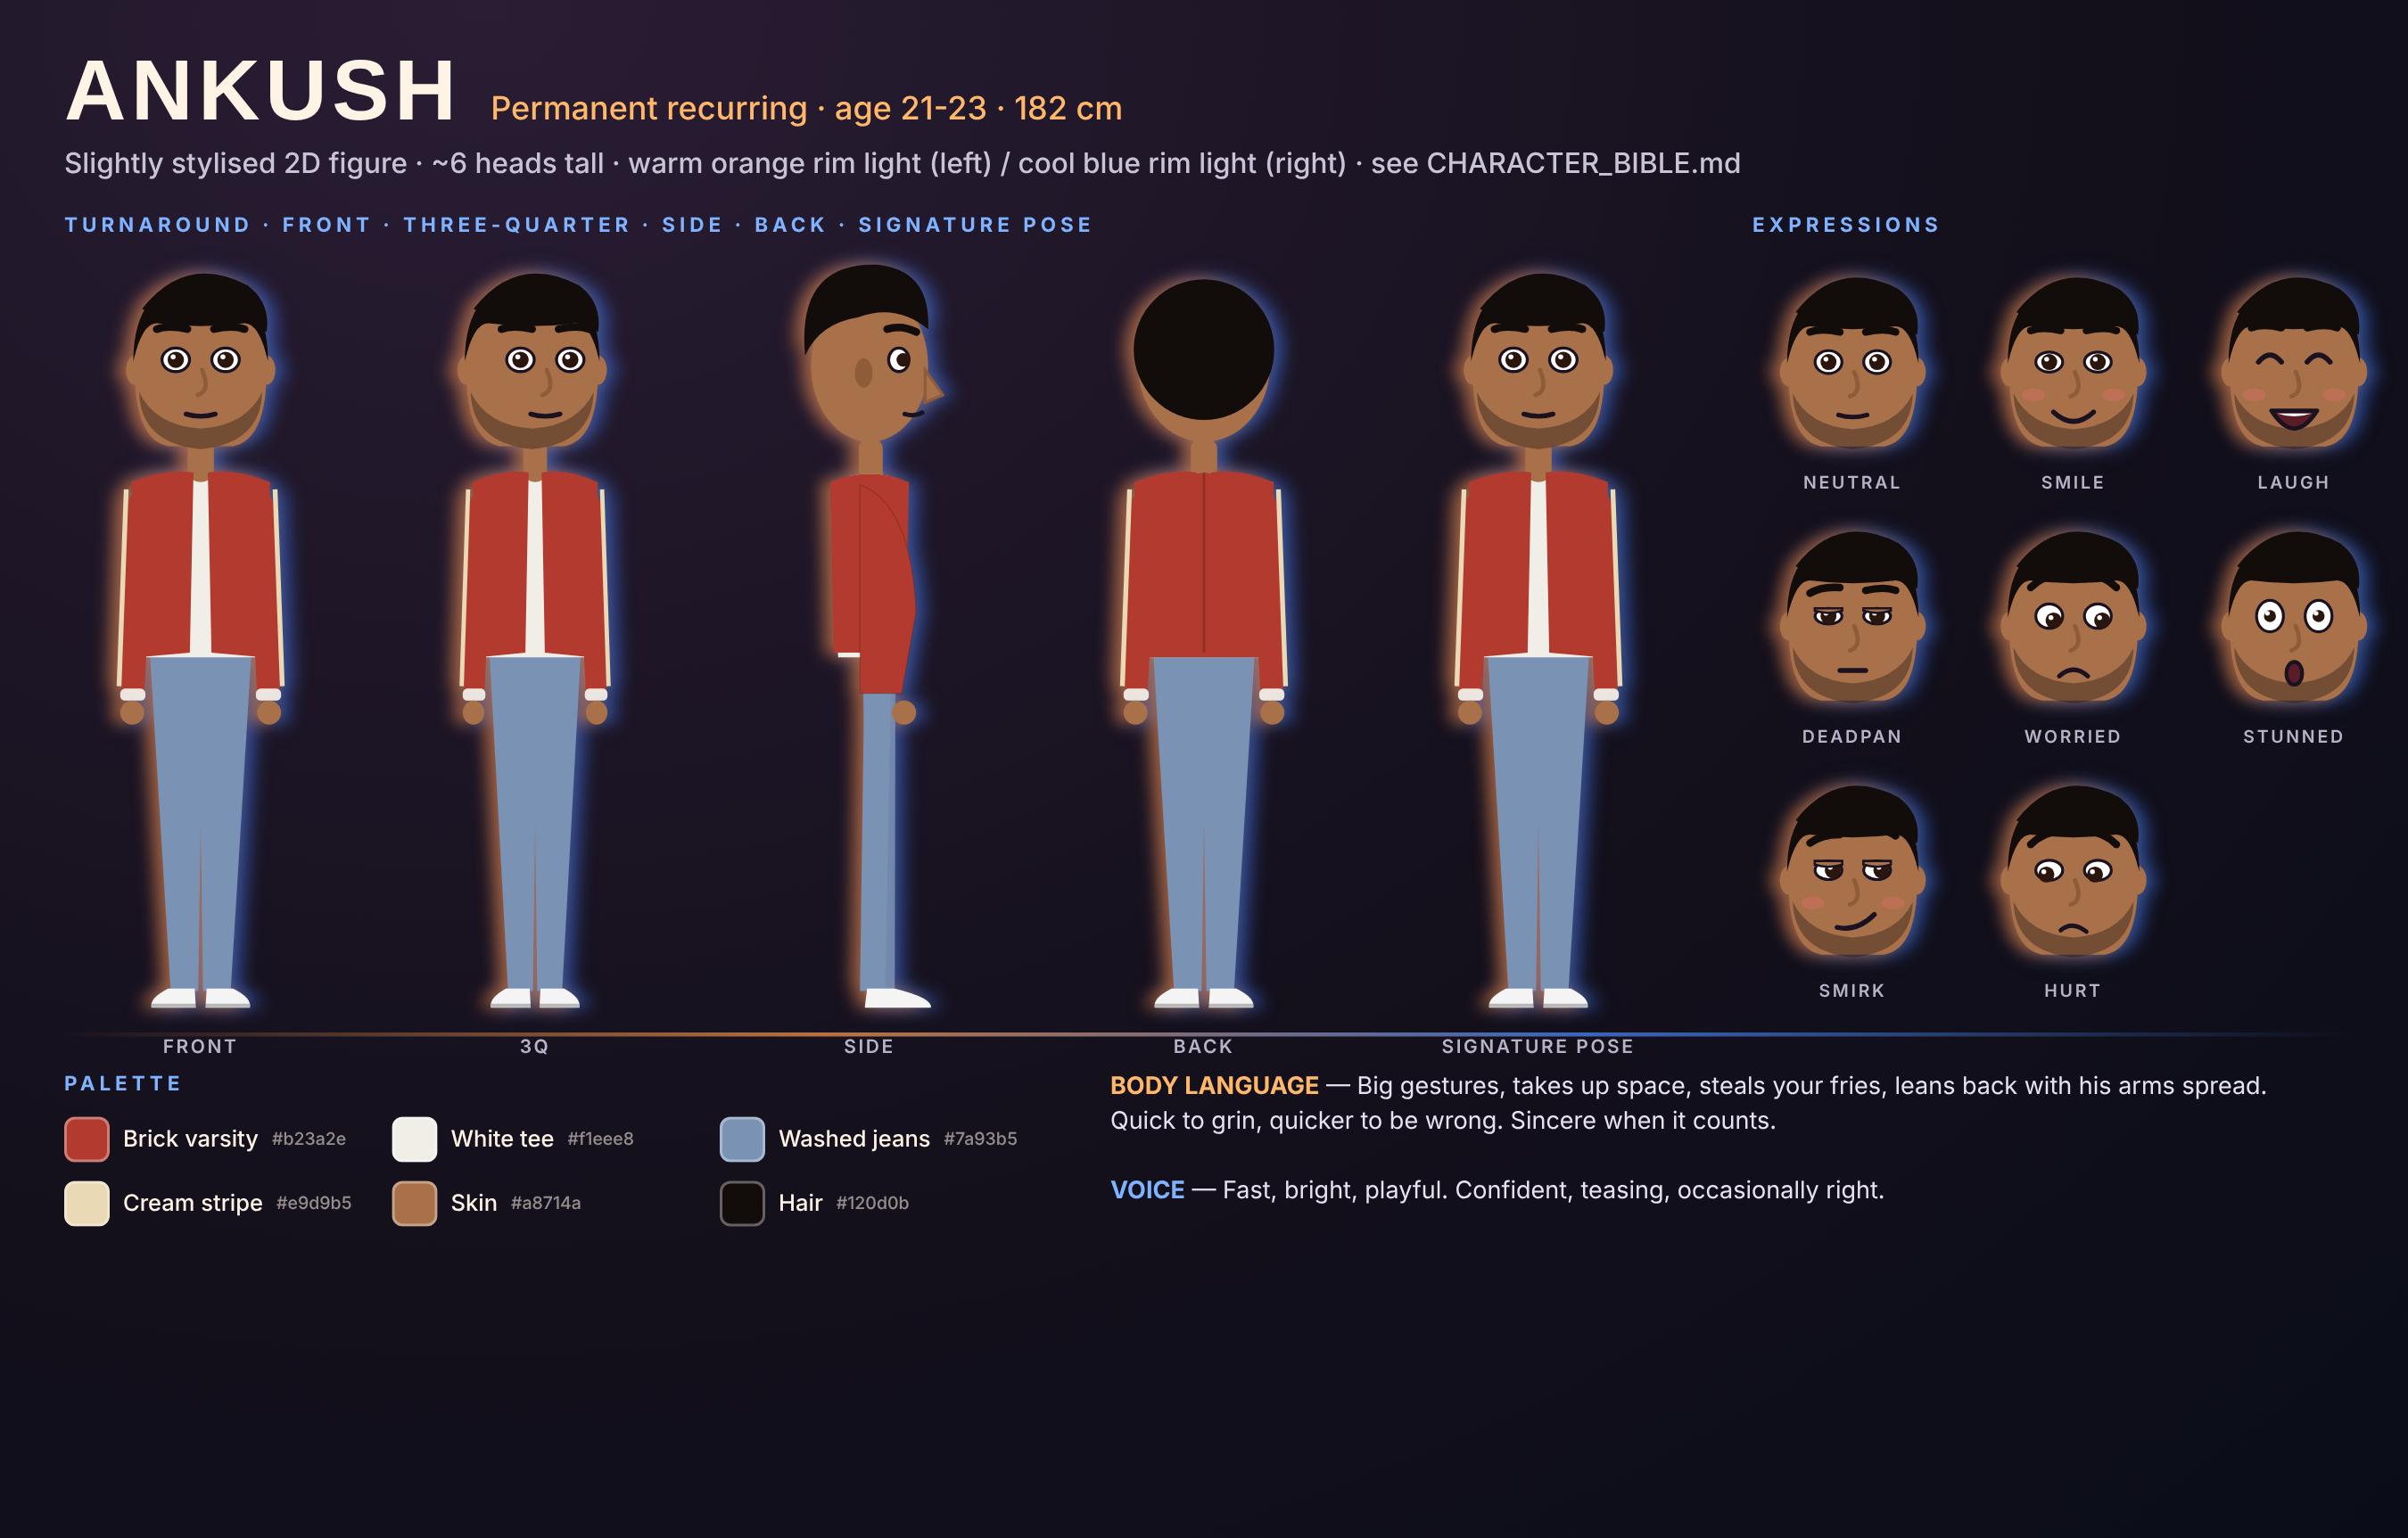 ANKUSH Permanent recurring · age 21-23 · 182 cm
Slightly stylised 2D figure · ~6 heads tall · warm orange rim light (left) / cool blue rim light (right) · see CHARACTER_BIBLE.md
TURNAROUND · FRONT · THREE-QUARTER · SIDE · BACK · SIGNATURE POSE
EXPRESSIONS
NEUTRAL SMILE LAUGH
DEADPAN WORRIED STUNNED
SMIRK HURT
FRONT 3Q SIDE BACK SIGNATURE POSE
PALETTE
Brick varsity #b23a2e White tee #f1eee8 Washed jeans #7a93b5
Cream stripe #e9d9b5 Skin #a8714a Hair #120d0b
BODY LANGUAGE — Big gestures, takes up space, steals your fries, leans back with his arms spread.
Quick to grin, quicker to be wrong. Sincere when it counts.
VOICE — Fast, bright, playful. Confident, teasing, occasionally right.